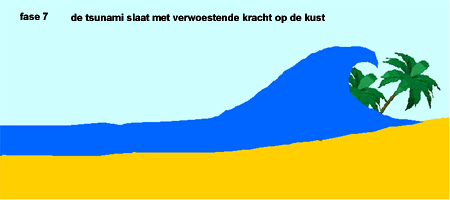 fase 7 de tsunami slaat met verwoestende kracht op de kust